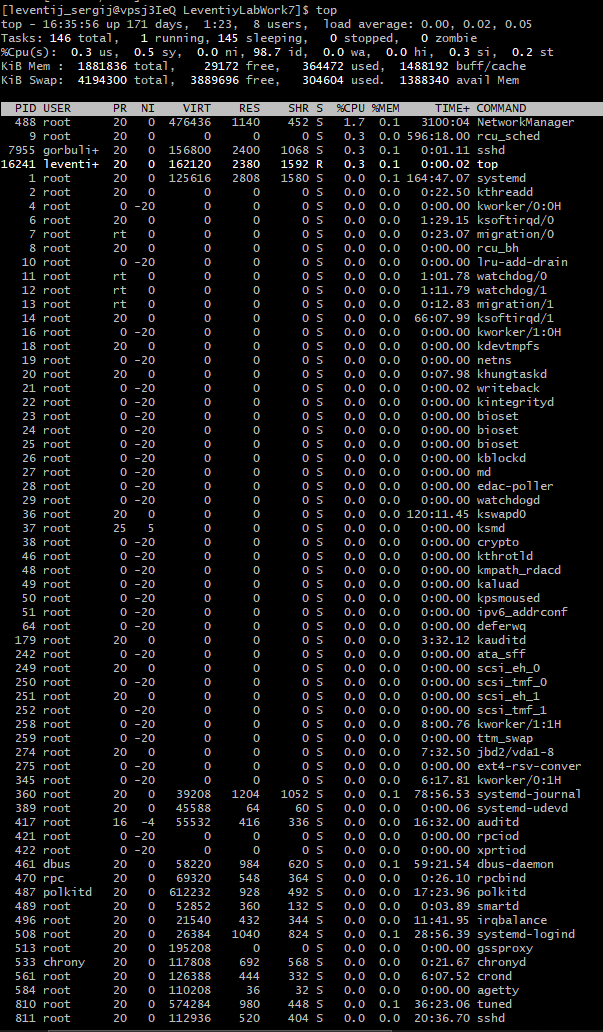 [leventij_sergij@vpsj3IeQ LeventiyLabWork7]$ top
top - 16:35:56 up 171 days,  1:23,  8 users,  load average: 0.00, 0.02, 0.05
Tasks: 146 total,   1 running, 145 sleeping,   0 stopped,   0 zombie
%Cpu(s):  0.3 us,  0.5 sy,  0.0 ni, 98.7 id,  0.0 wa,  0.0 hi,  0.3 si,  0.2 st
KiB Mem :  1881836 total,    29172 free,   364472 used,  1488192 buff/cache
KiB Swap:  4194300 total,  3889696 free,   304604 used.  1388340 avail Mem
PID USER PR NI VIRT RES SHR S %CPU %MEM TIME+ COMMAND
488 root 20 0 476436 1140 452 S 1.7 0.1 3100:04 NetworkManager
9 root 20 0 0 0 0 S 0.3 0.0 596:18.00 rcu_sched
7955 gorbuli+ 20 0 156800 2400 1068 S 0.3 0.1 0:01.11 sshd
16241 leventi+ 20 0 162120 2380 1592 R 0.3 0.1 0:00.02 top
1 root 20 0 125616 2808 1580 S 0.0 0.1 164:47.07 systemd
2 root 20 0 0 0 0 S 0.0 0.0 0:22.50 kthreadd
4 root 0 -20 0 0 0 S 0.0 0.0 0:00.00 kworker/0:0H
6 root 20 0 0 0 0 S 0.0 0.0 1:29.15 ksoftirqd/0
7 root rt 0 0 0 0 S 0.0 0.0 0:23.07 migration/0
8 root 20 0 0 0 0 S 0.0 0.0 0:00.00 rcu_bh
10 root 0 -20 0 0 0 S 0.0 0.0 0:00.00 lru-add-drain
11 root rt 0 0 0 0 S 0.0 0.0 1:01.78 watchdog/0
12 root rt 0 0 0 0 S 0.0 0.0 1:11.79 watchdog/1
13 root rt 0 0 0 0 S 0.0 0.0 0:12.83 migration/1
14 root 20 0 0 0 0 S 0.0 0.0 66:07.99 ksoftirqd/1
16 root 0 -20 0 0 0 S 0.0 0.0 0:00.00 kworker/1:0H
18 root 20 0 0 0 0 S 0.0 0.0 0:00.00 kdevtmpfs
19 root 0 -20 0 0 0 S 0.0 0.0 0:00.00 netns
20 root 20 0 0 0 0 S 0.0 0.0 0:07.98 khungtaskd
21 root 0 -20 0 0 0 S 0.0 0.0 0:00.02 writeback
22 root 0 -20 0 0 0 S 0.0 0.0 0:00.00 kintegrityd
23 root 0 -20 0 0 0 S 0.0 0.0 0:00.00 bioset
24 root 0 -20 0 0 0 S 0.0 0.0 0:00.00 bioset
25 root 0 -20 0 0 0 S 0.0 0.0 0:00.00 bioset
26 root 0 -20 0 0 0 S 0.0 0.0 0:00.00 kblockd
27 root 0 -20 0 0 0 S 0.0 0.0 0:00.00 md
28 root 0 -20 0 0 0 S 0.0 0.0 0:00.00 edac-poller
29 root 0 -20 0 0 0 S 0.0 0.0 0:00.00 watchdogd
36 root 20 0 0 0 0 S 0.0 0.0 120:11.45 kswapd0
37 root 25 5 0 0 0 S 0.0 0.0 0:00.00 ksmd
38 root 0 -20 0 0 0 S 0.0 0.0 0:00.00 crypto
46 root 0 -20 0 0 0 S 0.0 0.0 0:00.00 kthrotld
48 root 0 -20 0 0 0 S 0.0 0.0 0:00.00 kmpath_rdacd
49 root 0 -20 0 0 0 S 0.0 0.0 0:00.00 kaluad
50 root 0 -20 0 0 0 S 0.0 0.0 0:00.00 kpsmoused
51 root 0 -20 0 0 0 S 0.0 0.0 0:00.00 ipv6_addrconf
64 root 0 -20 0 0 0 S 0.0 0.0 0:00.00 deferwq
179 root 20 0 0 0 0 S 0.0 0.0 3:32.12 kauditd
242 root 0 -20 0 0 0 S 0.0 0.0 0:00.00 ata_sff
249 root 20 0 0 0 0 S 0.0 0.0 0:00.00 scsi_eh_0
250 root 0 -20 0 0 0 S 0.0 0.0 0:00.00 scsi_tmf_0
251 root 20 0 0 0 0 S 0.0 0.0 0:00.00 scsi_eh_1
252 root 0 -20 0 0 0 S 0.0 0.0 0:00.00 scsi_tmf_1
258 root 0 -20 0 0 0 S 0.0 0.0 8:00.76 kworker/1:1H
259 root 0 -20 0 0 0 S 0.0 0.0 0:00.00 ttm_swap
274 root 20 0 0 0 0 S 0.0 0.0 7:32.50 jbd2/vda1-8
275 root 0 -20 0 0 0 S 0.0 0.0 0:00.00 ext4-rsv-conver
345 root 0 -20 0 0 0 S 0.0 0.0 6:17.81 kworker/0:1H
360 root 20 0 39208 1204 1052 S 0.0 0.1 78:56.53 systemd-journal
389 root 20 0 45588 64 60 S 0.0 0.0 0:00.06 systemd-udevd
417 root 16 -4 55532 416 336 S 0.0 0.0 16:32.00 auditd
421 root 0 -20 0 0 0 S 0.0 0.0 0:00.00 rpciod
422 root 0 -20 0 0 0 S 0.0 0.0 0:00.00 xprtiod
461 dbus 20 0 58220 984 620 S 0.0 0.1 59:21.54 dbus-daemon
470 rpc 20 0 69320 548 364 S 0.0 0.0 0:26.10 rpcbind
487 polkitd 20 0 612232 928 492 S 0.0 0.0 17:23.96 polkitd
489 root 20 0 52852 360 132 S 0.0 0.0 0:03.89 smartd
496 root 20 0 21540 432 344 S 0.0 0.0 11:41.95 irqbalance
508 root 20 0 26384 1040 824 S 0.0 0.1 28:56.39 systemd-logind
513 root 20 0 195208 0 0 S 0.0 0.0 0:00.00 gssproxy
533 chrony 20 0 117808 692 568 S 0.0 0.0 0:21.67 chronyd
561 root 20 0 126388 444 332 S 0.0 0.0 6:07.52 crond
584 root 20 0 110208 36 32 S 0.0 0.0 0:00.00 agetty
810 root 20 0 574284 980 448 S 0.0 0.1 36:23.06 tuned
811 root 20 0 112936 520 404 S 0.0 0.0 20:36.70 sshd